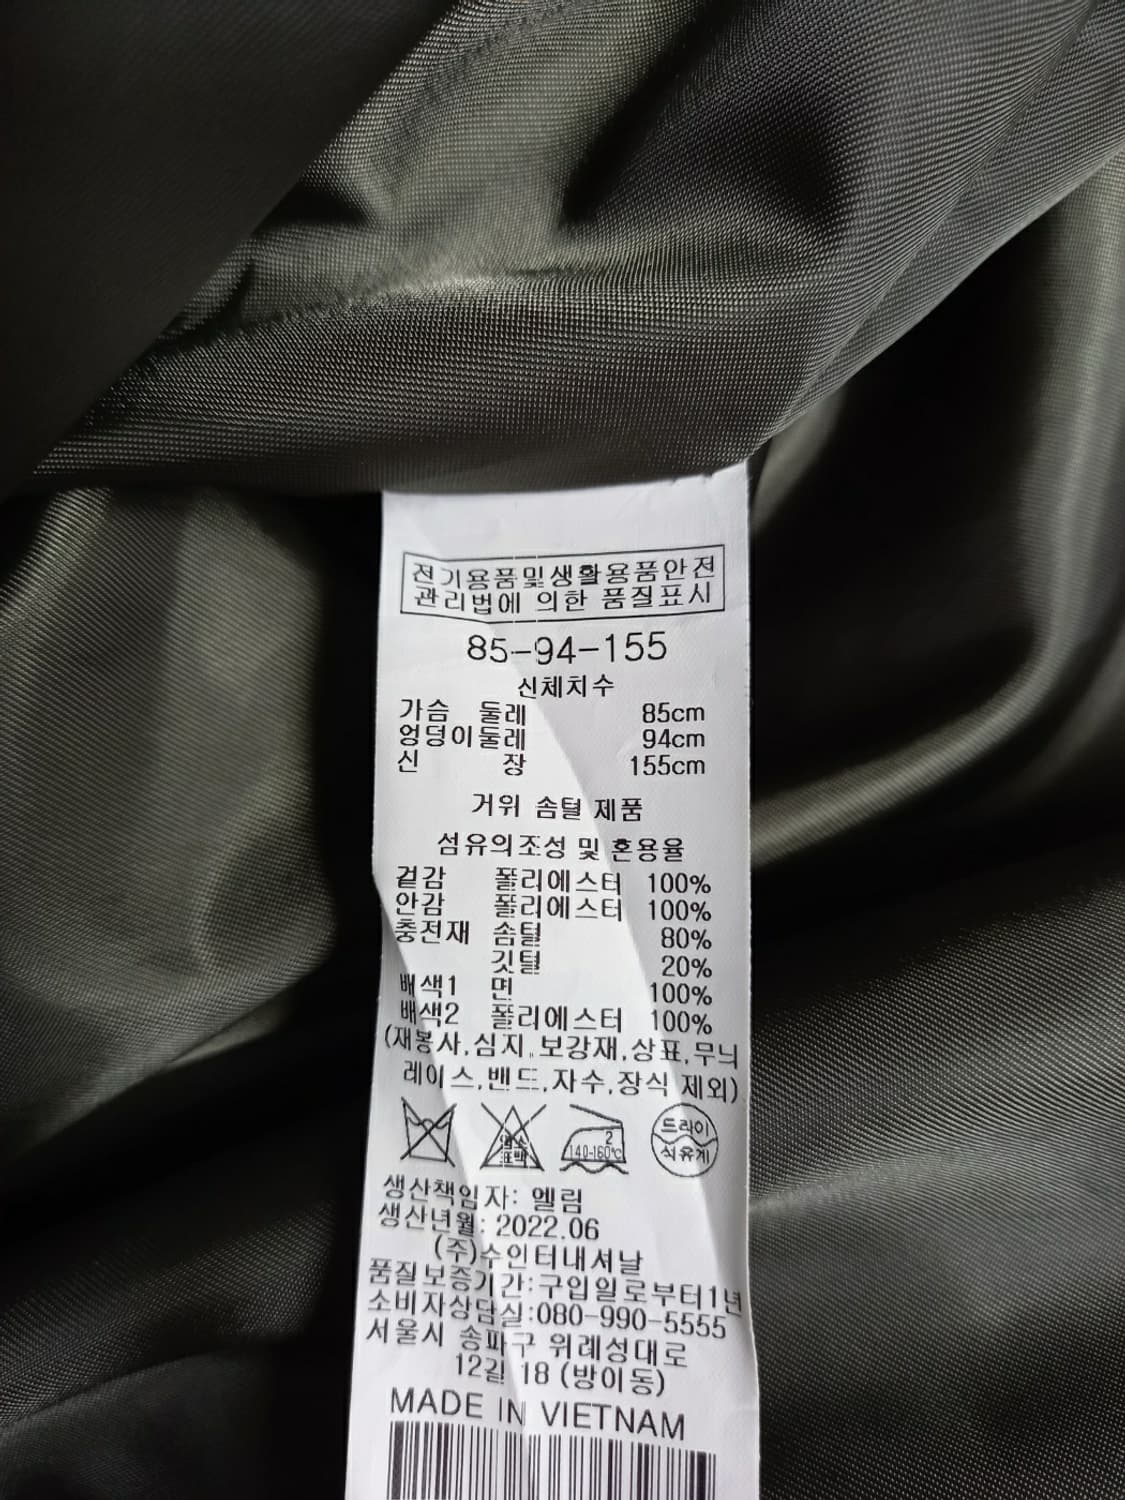 전기용품및생활용품안전
관리법에 의한 품질표시
85-94-155
신체치수
가슴 둘레 85cm
엉덩이둘레 94cm
신 장 155cm
거위 솜털 제품
섬유의조성 및 혼용율
겉감 폴리에스터 100%
안감 폴리에스터 100%
충전재 솜털 80%
깃털 20%
배색1 면 100%
배색2 폴리에스터 100%
(재봉사,심지,보강재,상표,무늬
레이스,밴드,자수,장식 제외)
염소
표백
2
140-160℃
드라이
석유계
생산책임자: 엘림
생산년월: 2022.06
(주)수인터내셔날
품질보증기간:구입일로부터1년
소비자상담실:080-990-5555
서울시 송파구 위례성대로
12길 18 (방이동)
MADE IN VIETNAM